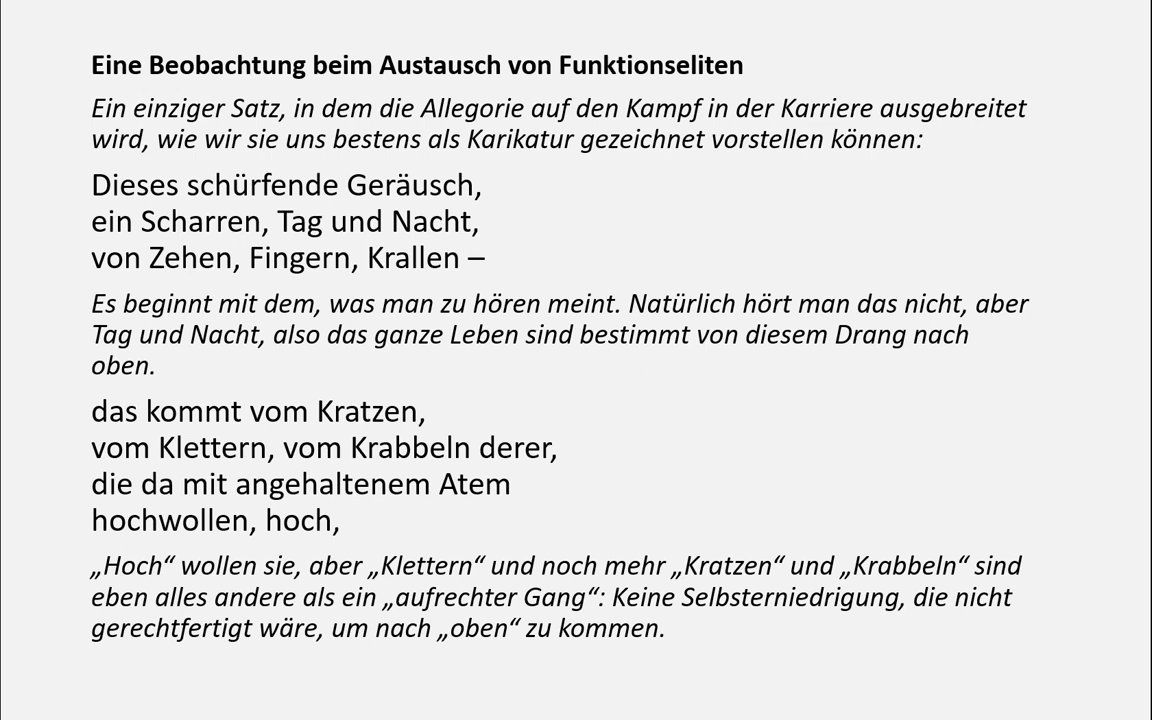 Eine Beobachtung beim Austausch von Funktionseliten
Ein einziger Satz, in dem die Allegorie auf den Kampf in der Karriere ausgebreitet
wird, wie wir sie uns bestens als Karikatur gezeichnet vorstellen können:
Dieses schürfende Geräusch,
ein Scharren, Tag und Nacht,
von Zehen, Fingern, Krallen –
Es beginnt mit dem, was man zu hören meint. Natürlich hört man das nicht, aber
Tag und Nacht, also das ganze Leben sind bestimmt von diesem Drang nach
oben.
das kommt vom Kratzen,
vom Klettern, vom Krabbeln derer,
die da mit angehaltenem Atem
hochwollen, hoch,
„Hoch“ wollen sie, aber „Klettern“ und noch mehr „Kratzen“ und „Krabbeln“ sind
eben alles andere als ein „aufrechter Gang“: Keine Selbsterniedrigung, die nicht
gerechtfertigt wäre, um nach „oben“ zu kommen.